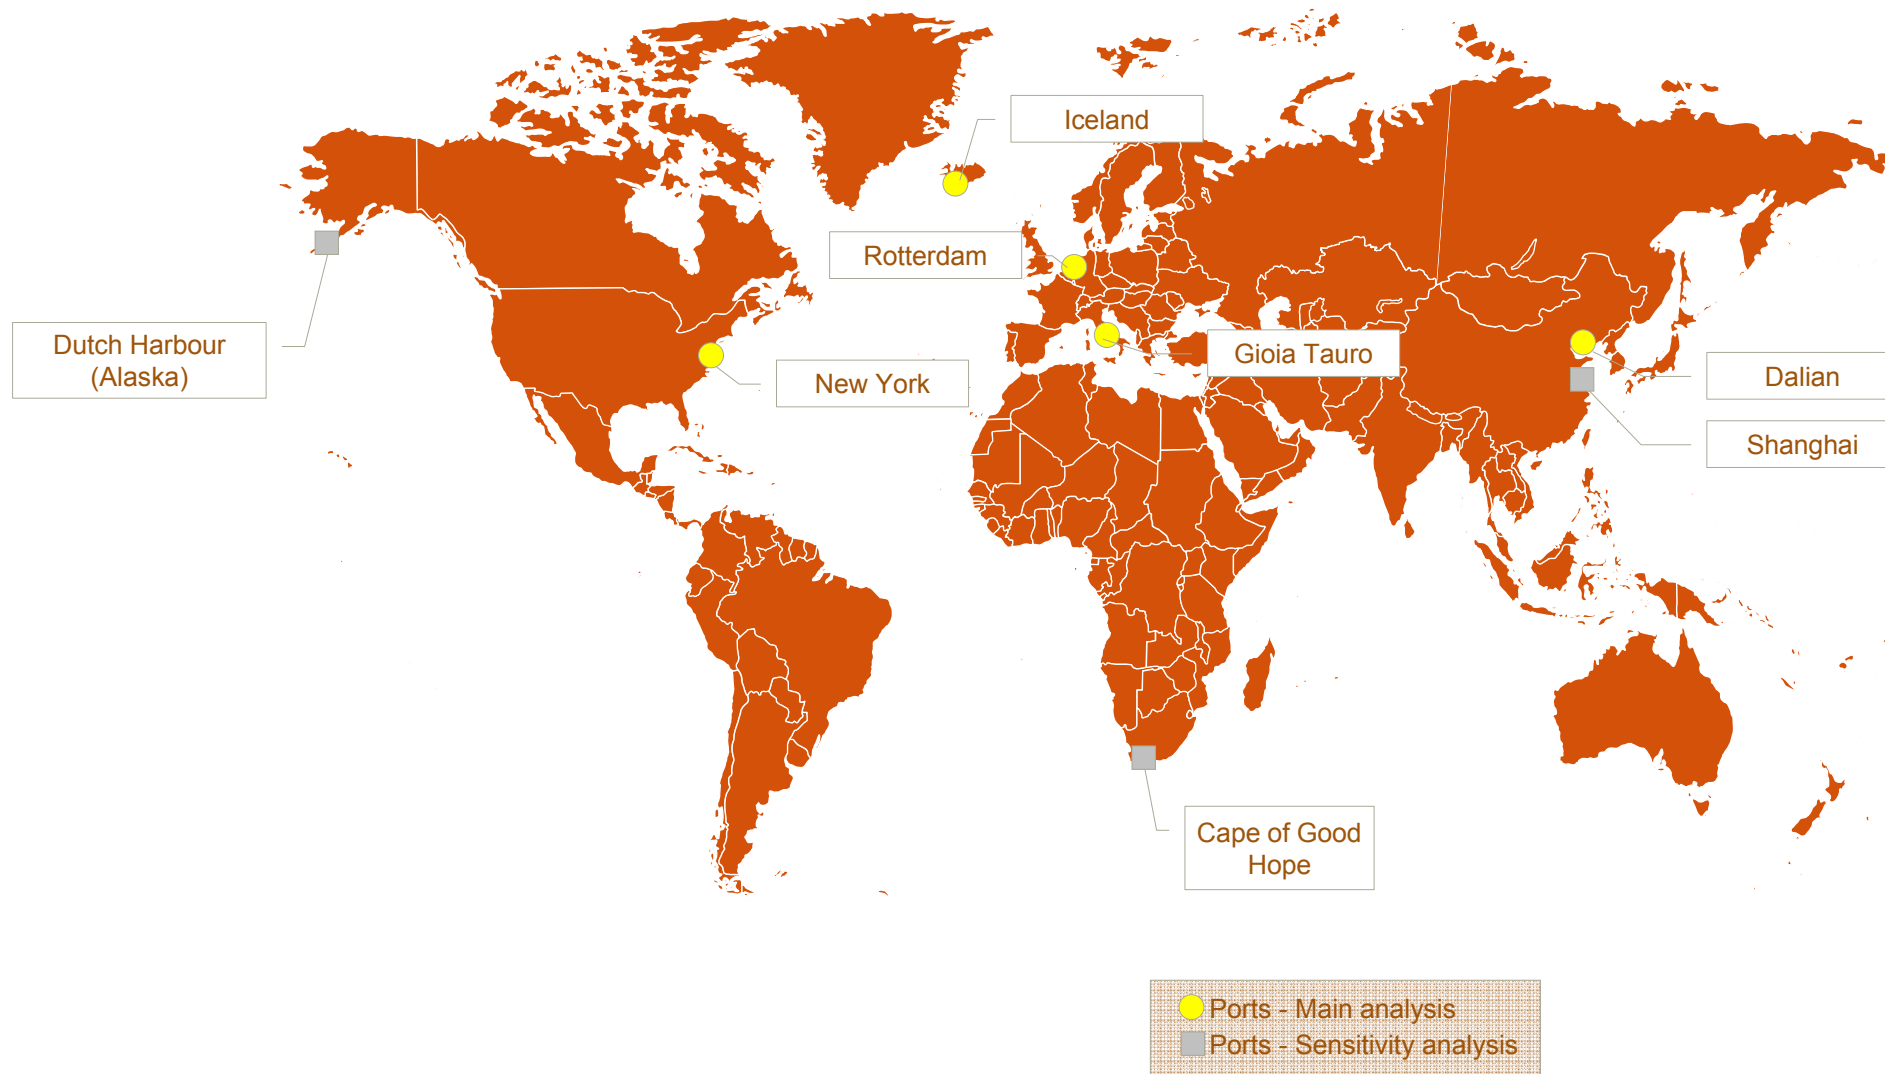 Iceland
Rotterdam
Dutch Harbour
(Alaska)
New York
Gioia Tauro
Dalian
Shanghai
Cape of Good
Hope
Ports - Main analysis
Ports - Sensitivity analysis